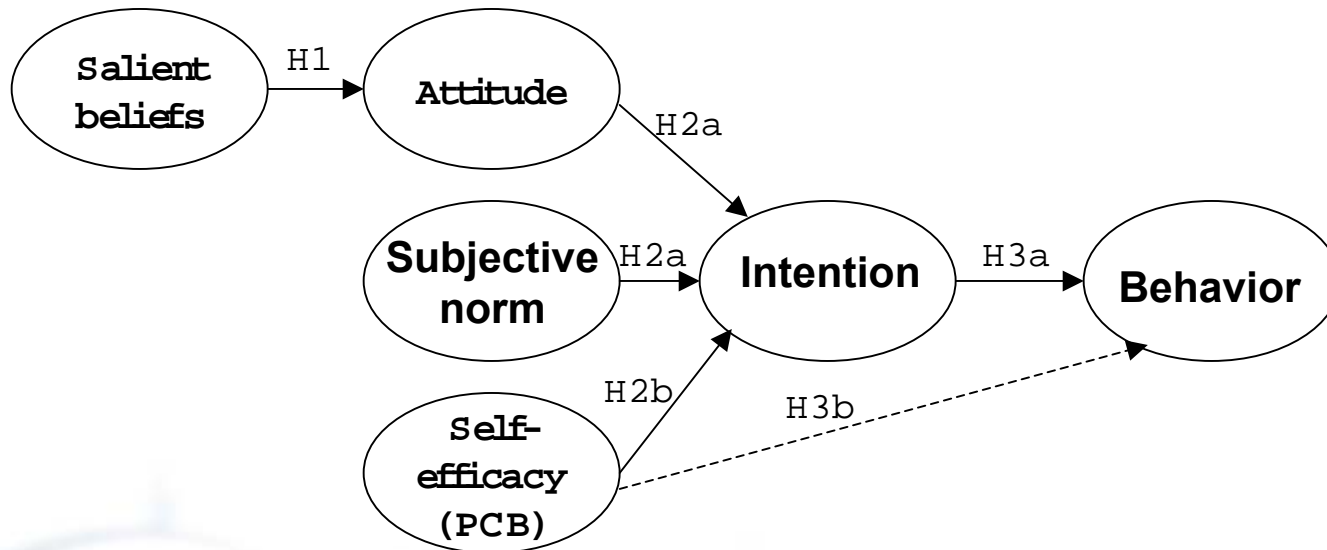 Salient
beliefs
H1
Attitude
H2a
Subjective
norm
H2a
Intention
H3a
Behavior
H2b
H3b
Self-
efficacy
(PCB)